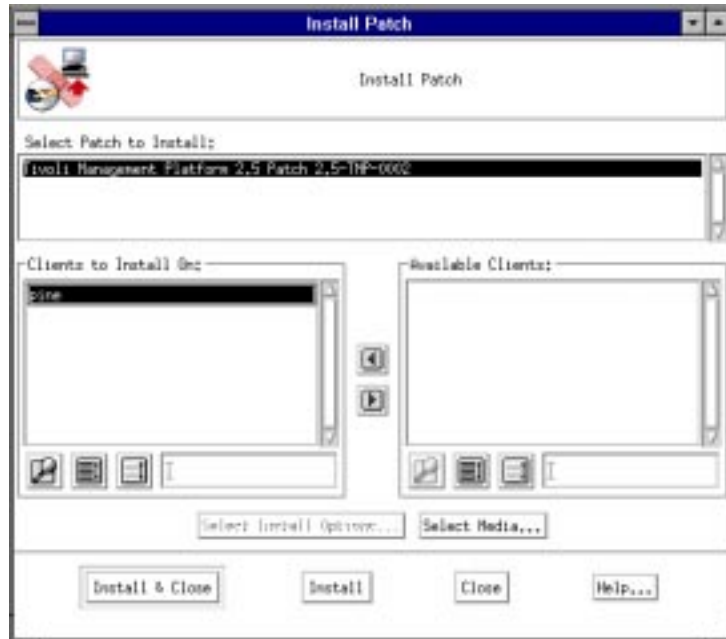 Install Patch
Install Patch
Select Patch to Install:
Tivoli Management Platform 2.5 Patch 2.5-TMP-0002
Clients to Install On:
Available Clients:
pine
Select Install Options...
Select Media...
Install & Close
Install
Close
Help...